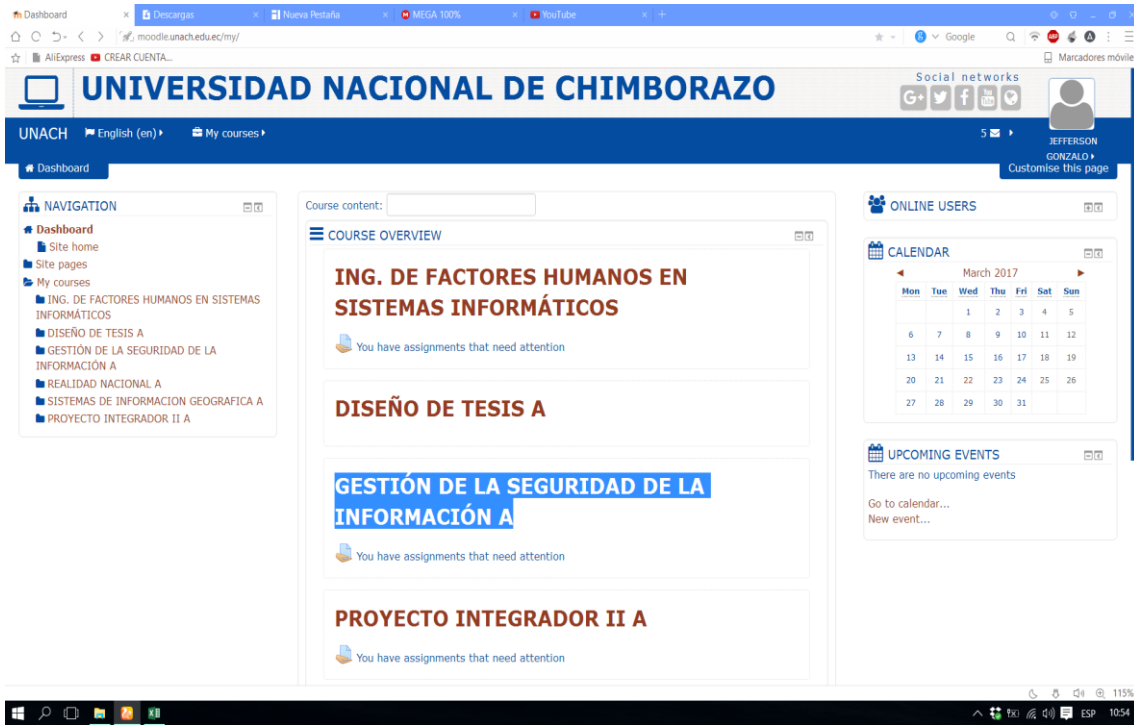 Dashboard
Descargas
Nueva Pestaña
MEGA 100%
YouTube
moodle.unach.edu.ec/my/
Google
AliExpress
CREAR CUENTA...
Marcadores móvile
UNIVERSIDAD NACIONAL DE CHIMBORAZO
Social networks
UNACH
English (en)
My courses
5
JEFFERSON
GONZALO
Dashboard
Customise this page
NAVIGATION
Dashboard
Site home
Site pages
My courses
ING. DE FACTORES HUMANOS EN SISTEMAS
INFORMÁTICOS
DISEÑO DE TESIS A
GESTIÓN DE LA SEGURIDAD DE LA
INFORMACIÓN A
REALIDAD NACIONAL A
SISTEMAS DE INFORMACION GEOGRAFICA A
PROYECTO INTEGRADOR II A
Course content:
COURSE OVERVIEW
ING. DE FACTORES HUMANOS EN
SISTEMAS INFORMÁTICOS
You have assignments that need attention
DISEÑO DE TESIS A
GESTIÓN DE LA SEGURIDAD DE LA
INFORMACIÓN A
You have assignments that need attention
PROYECTO INTEGRADOR II A
You have assignments that need attention
ONLINE USERS
CALENDAR
March 2017
Mon Tue Wed Thu Fri Sat Sun
1 2 3 4 5
6 7 8 9 10 11 12
13 14 15 16 17 18 19
20 21 22 23 24 25 26
27 28 29 30 31
UPCOMING EVENTS
There are no upcoming events
Go to calendar...
New event...
115%
ESP 10:54